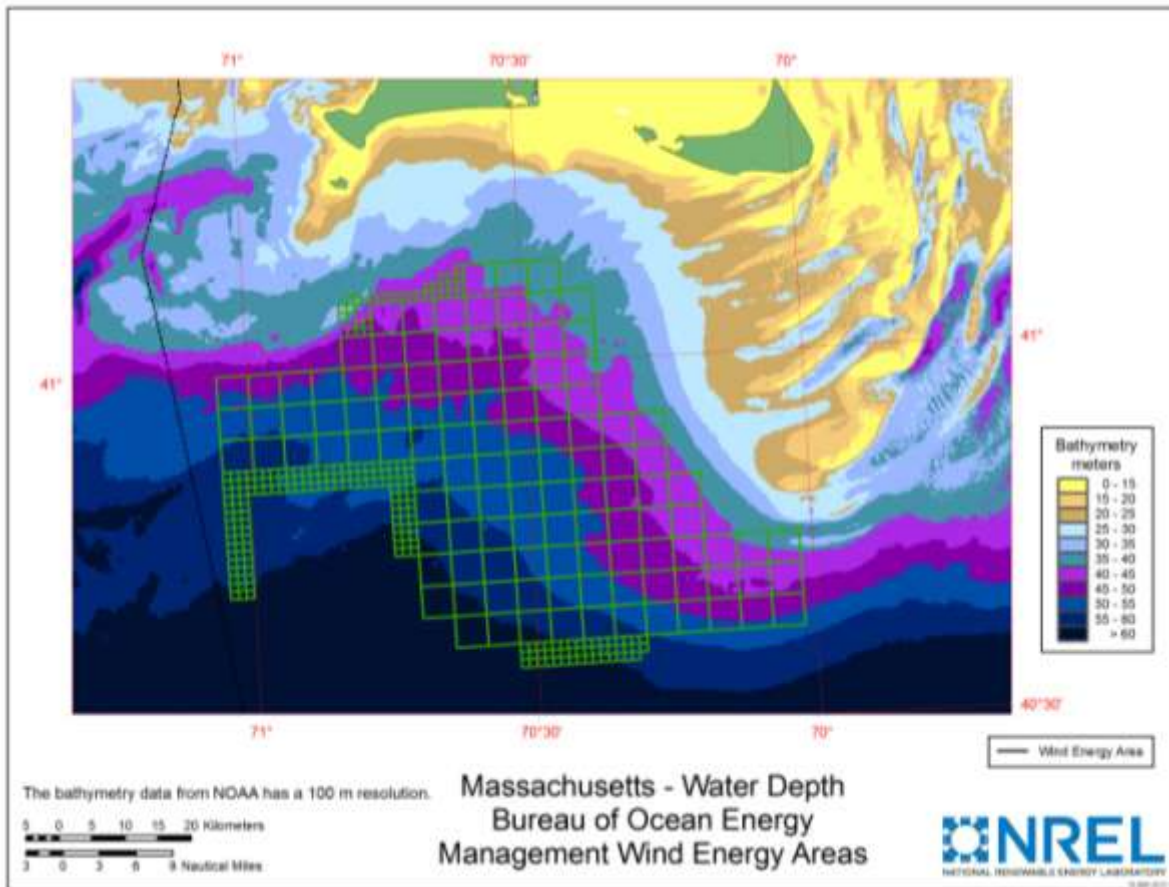 71°
70°30'
70°
41°
41°
Bathymetry
meters
0 - 15
15 - 20
20 - 25
25 - 30
30 - 35
35 - 40
40 - 45
45 - 50
50 - 55
55 - 60
> 60
40°30'
71°
70°30'
70°
Wind Energy Area
The bathymetry data from NOAA has a 100 m resolution.
5 0 5 10 15 20 Kilometers
3 0 3 6 9 Nautical Miles
Massachusetts - Water Depth
Bureau of Ocean Energy
Management Wind Energy Areas
NREL
NATIONAL RENEWABLE ENERGY LABORATORY